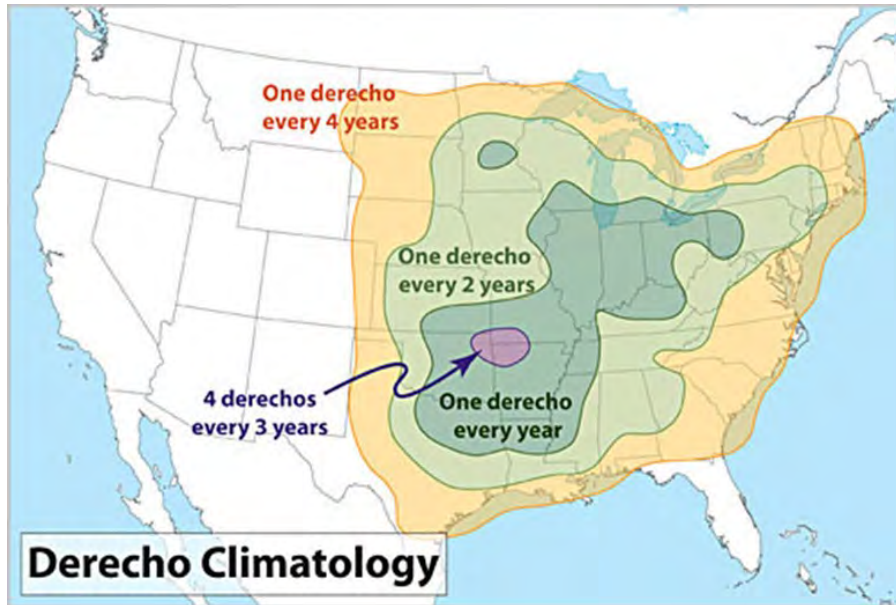 One derecho
every 4 years
One derecho
every 2 years
4 derechos
every 3 years
One derecho
every year
Derecho Climatology